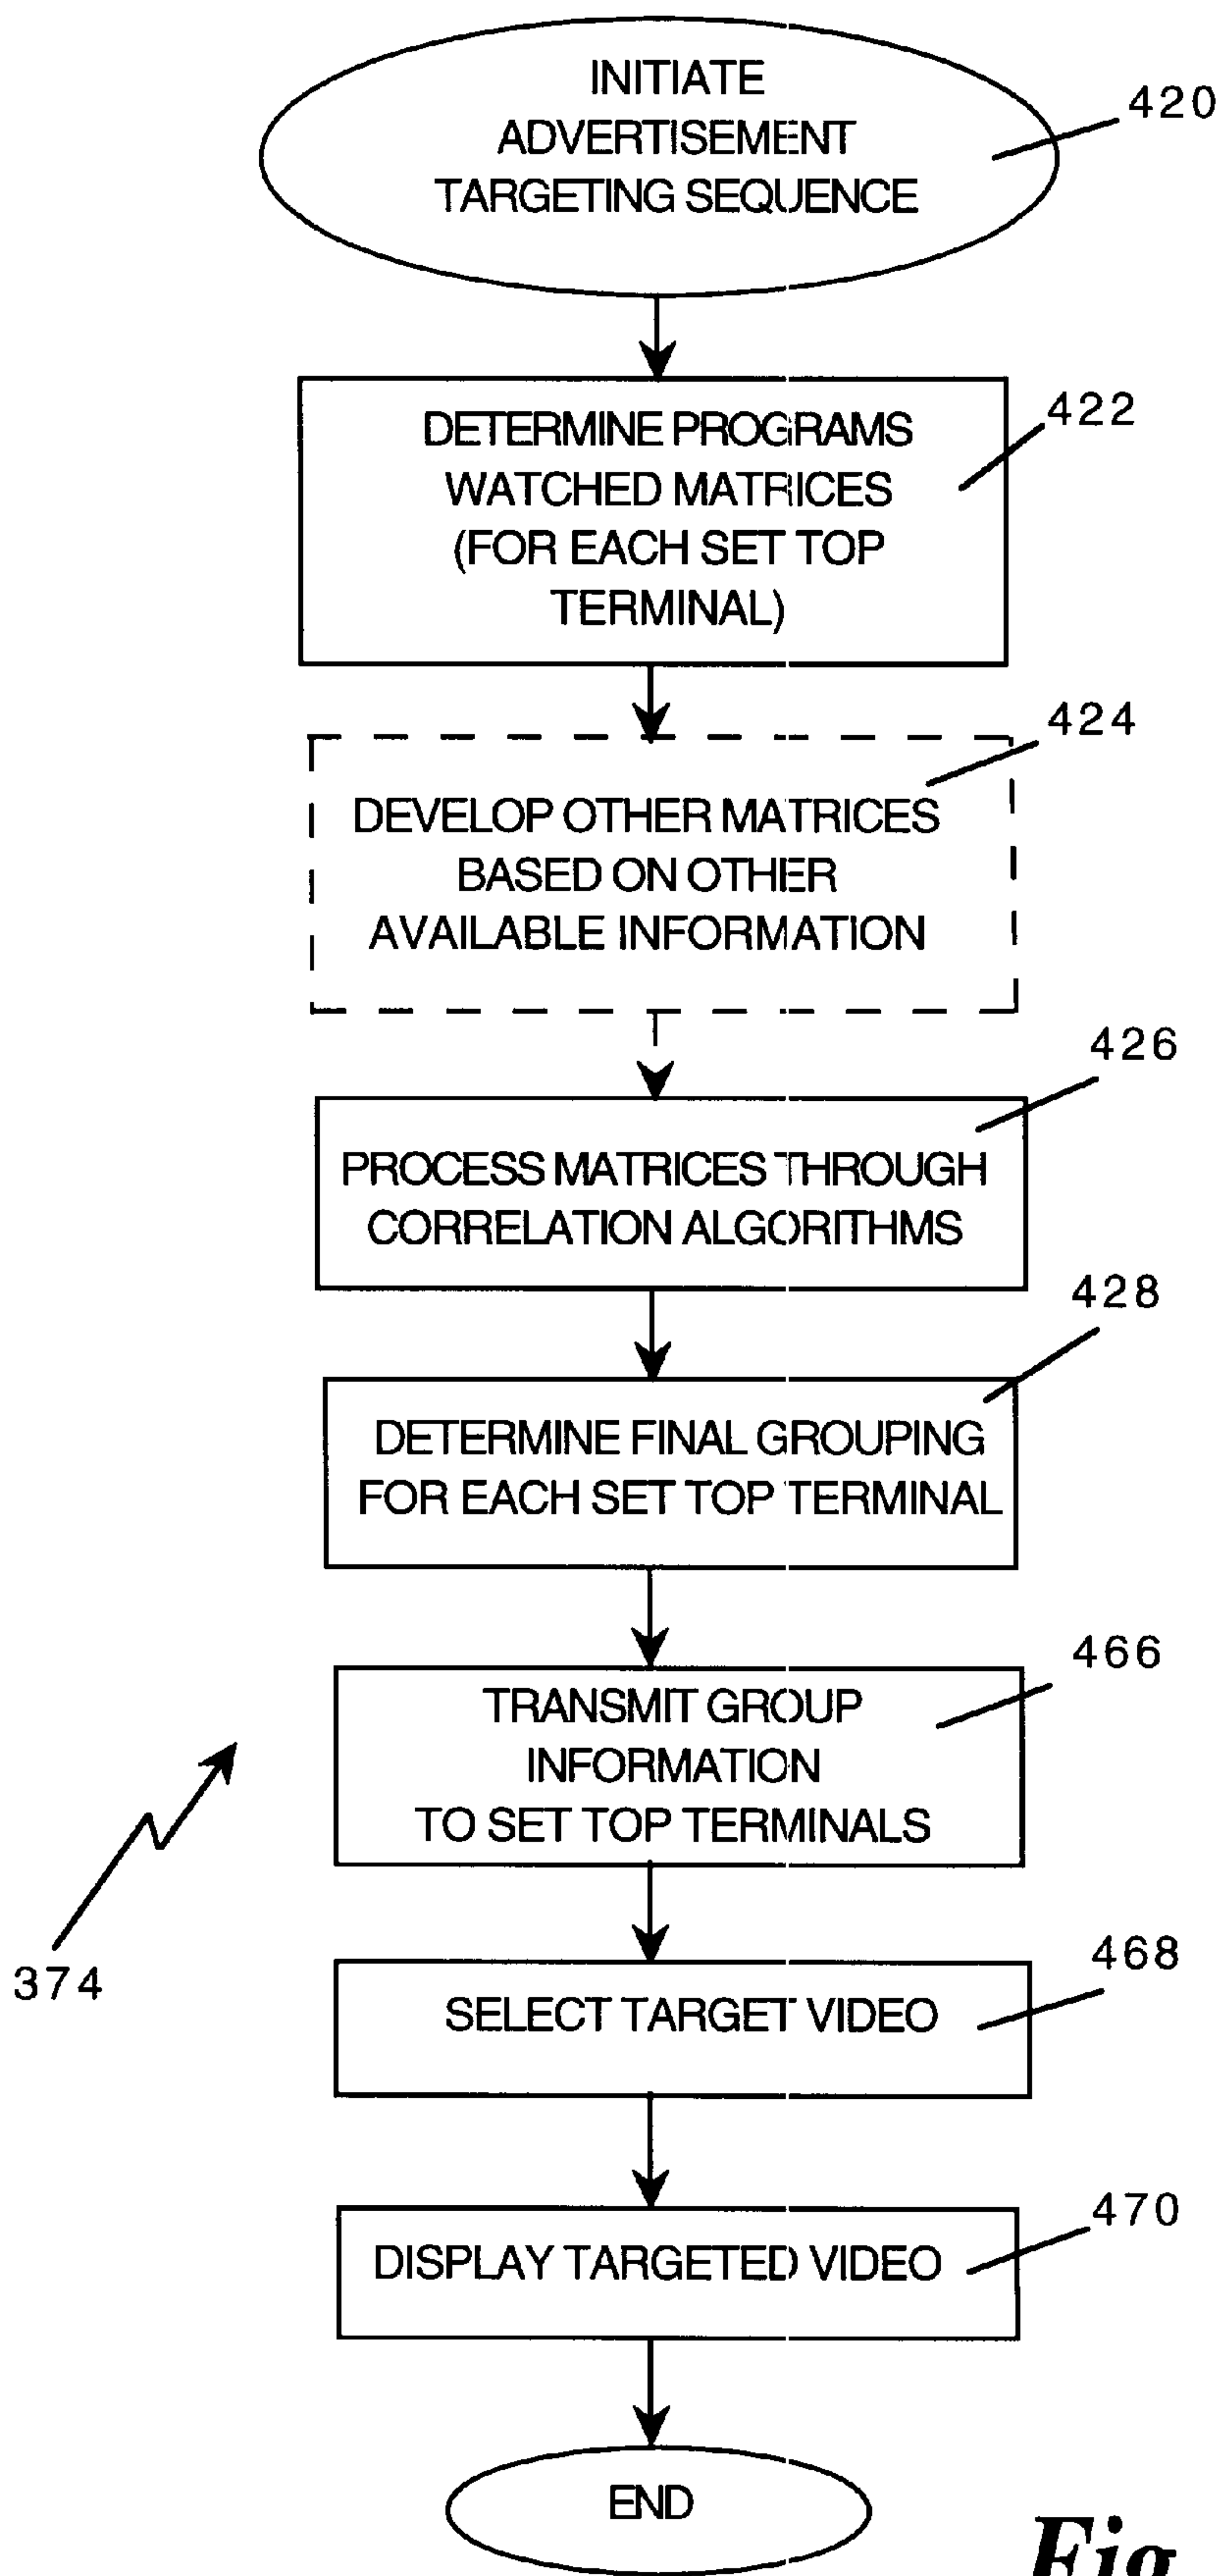 INITIATE
ADVERTISEMENT
TARGETING SEQUENCE
420
DETERMINE PROGRAMS
WATCHED MATRICES
(FOR EACH SET TOP
TERMINAL)
422
424
DEVELOP OTHER MATRICES
BASED ON OTHER
AVAILABLE INFORMATION
426
PROCESS MATRICES THROUGH
CORRELATION ALGORITHMS
428
DETERMINE FINAL GROUPING
FOR EACH SET TOP TERMINAL
466
TRANSMIT GROUP
INFORMATION
TO SET TOP TERMINALS
374
468
SELECT TARGET VIDEO
470
DISPLAY TARGETED VIDEO
END
Fig